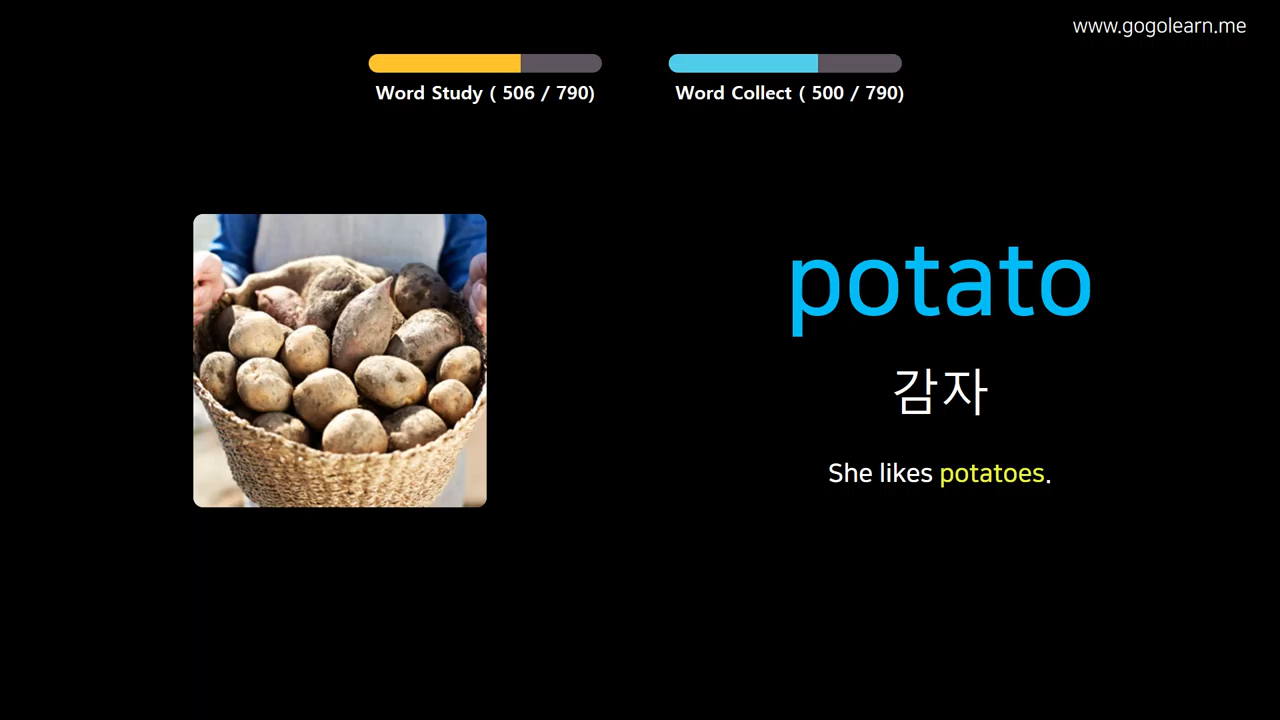 www.gogolearn.me
Word Study ( 506 / 790)
Word Collect ( 500 / 790)
potato
감자
She likes potatoes.